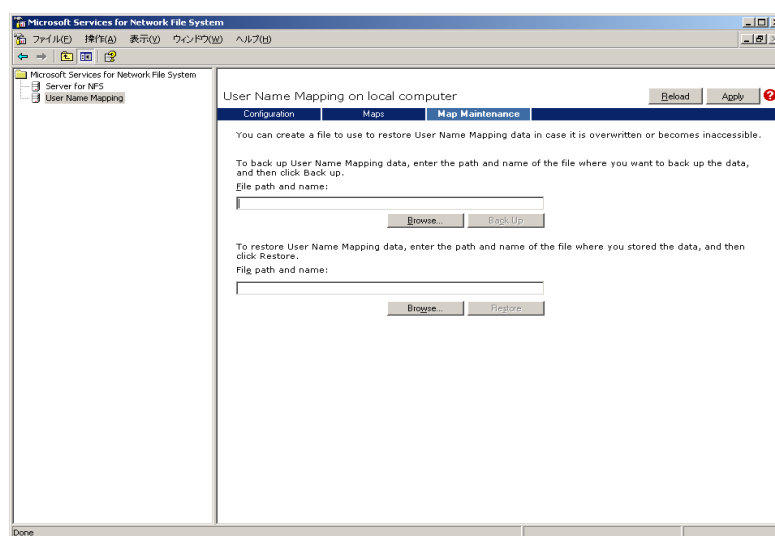 Microsoft Services for Network File System
ファイル(F) 操作(A) 表示(V) ウィンドウ(W) ヘルプ(H)
Microsoft Services for Network File System
Server for NFS
User Name Mapping
User Name Mapping on local computer
Reload
Apply
Configuration
Maps
Map Maintenance
You can create a file to use to restore User Name Mapping data in case it is overwritten or becomes inaccessible.
To back up User Name Mapping data, enter the path and name of the file where you want to back up the data,
and then click Back up.
File path and name:
Browse...
Back Up
To restore User Name Mapping data, enter the path and name of the file where you stored the data, and then
click Restore.
File path and name:
Browse...
Restore
Done